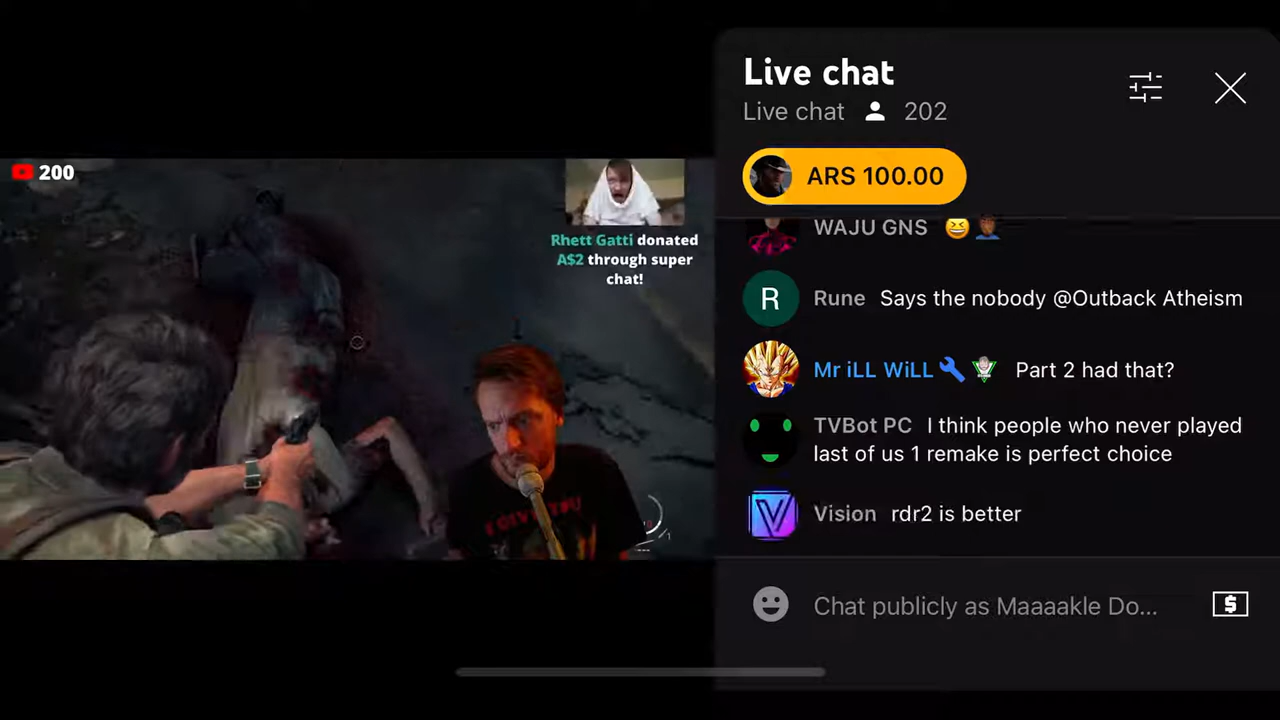 200
Rhett Gatti donated
A$2 through super
chat!
I GIVE YOU
Live chat
Live chat 202
ARS 100.00
WAJU GNS 😆🤦🏾‍♂️
R
Rune Says the nobody @Outback Atheism
Mr iLL WiLL Part 2 had that?
TVBot PC I think people who never played
last of us 1 remake is perfect choice
Vision rdr2 is better
Chat publicly as Maaaakle Do...
$